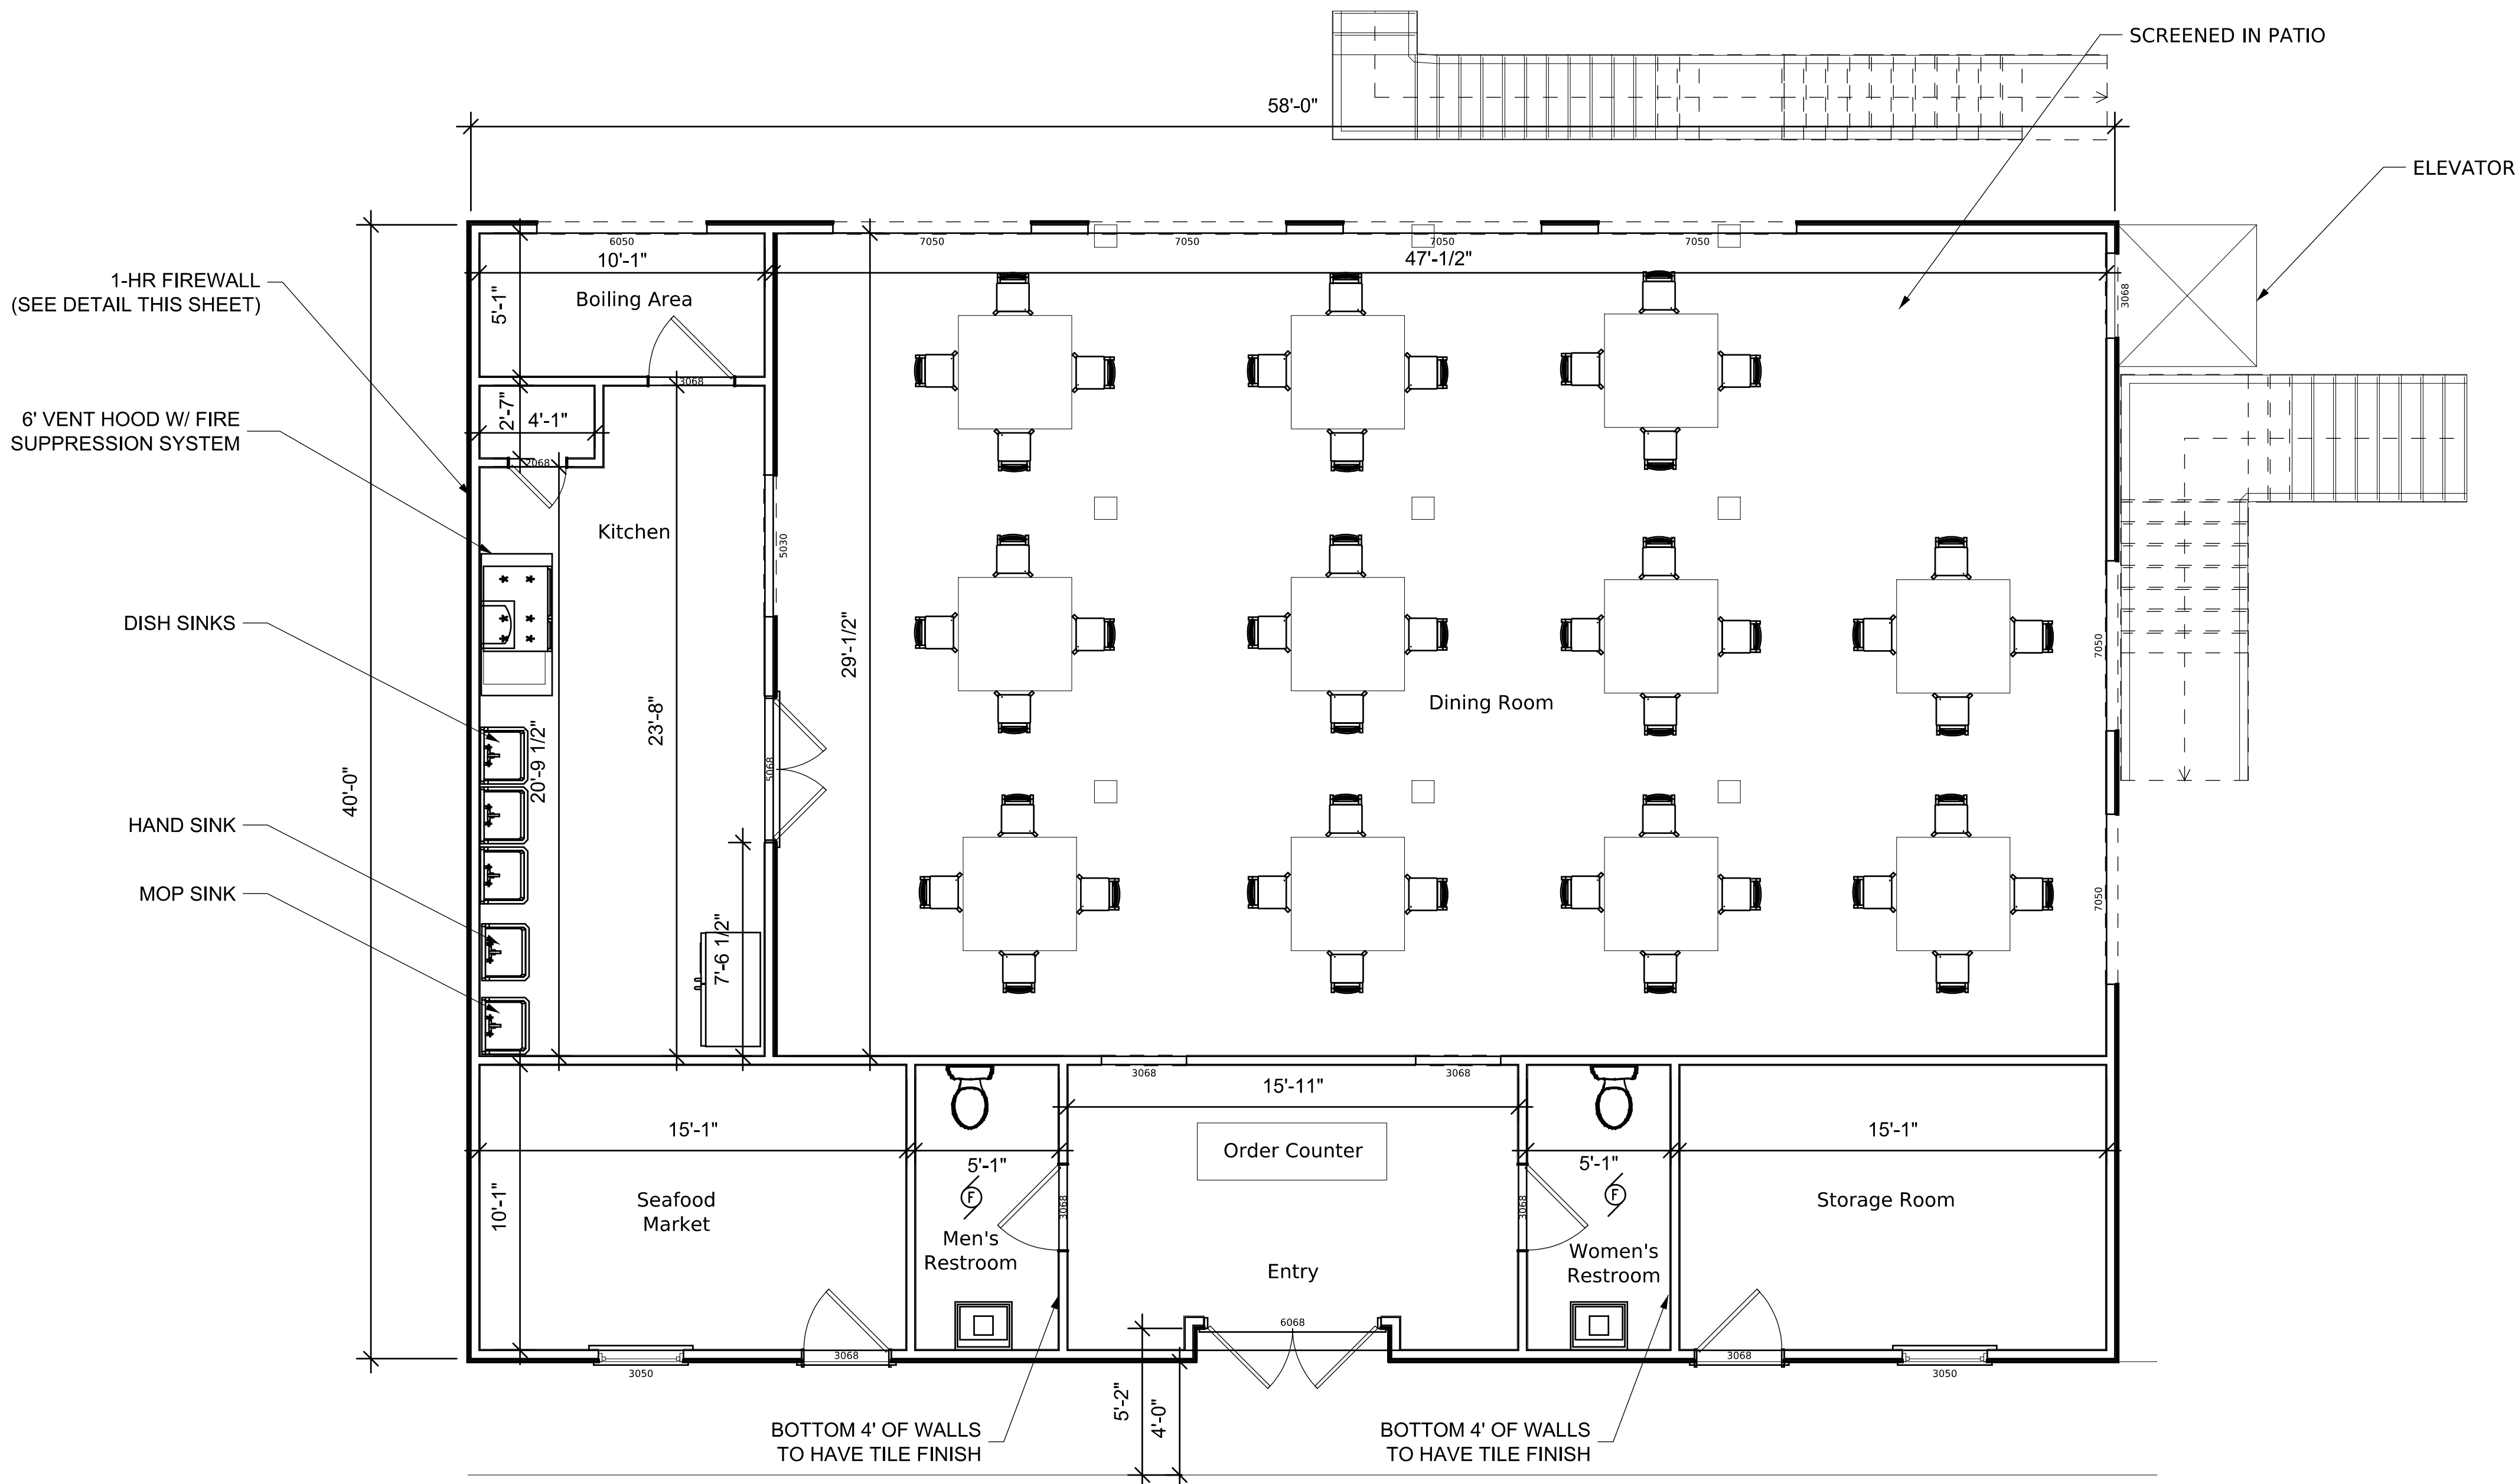 SCREENED IN PATIO
58'-0"
ELEVATOR
6050
7050
7050
7050
7050
10'-1"
47'-1/2"
1-HR FIREWALL
(SEE DETAIL THIS SHEET)
5'-1"
Boiling Area
3068
3068
2'-7"
4'-1"
6' VENT HOOD W/ FIRE
SUPPRESSION SYSTEM
2068
Kitchen
5030
DISH SINKS
29'-1/2"
7050
Dining Room
23'-8"
20'-9 1/2"
5068
40'-0"
HAND SINK
MOP SINK
7'-6 1/2"
7050
3068
3068
15'-11"
15'-1"
Order Counter
15'-1"
5'-1"
5'-1"
F
F
10'-1"
Seafood
Market
3068
3068
Storage Room
Men's
Restroom
Women's
Restroom
Entry
6068
3068
3068
3050
3050
5'-2"
4'-0"
BOTTOM 4' OF WALLS
TO HAVE TILE FINISH
BOTTOM 4' OF WALLS
TO HAVE TILE FINISH